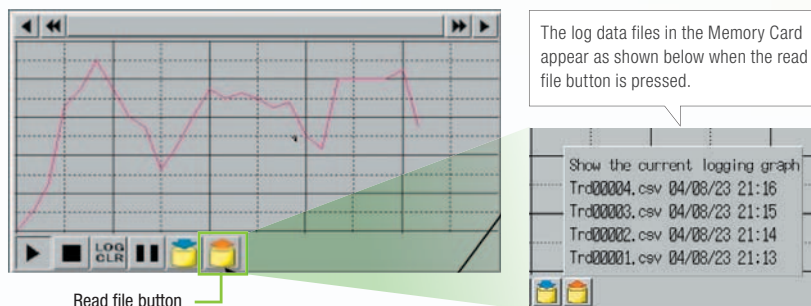 The log data files in the Memory Card
appear as shown below when the read
file button is pressed.
LOG
CLR
Read file button
Show the current logging graph
Trd00004.csv 04/08/23 21:16
Trd00003.csv 04/08/23 21:15
Trd00002.csv 04/08/23 21:14
Trd00001.csv 04/08/23 21:13